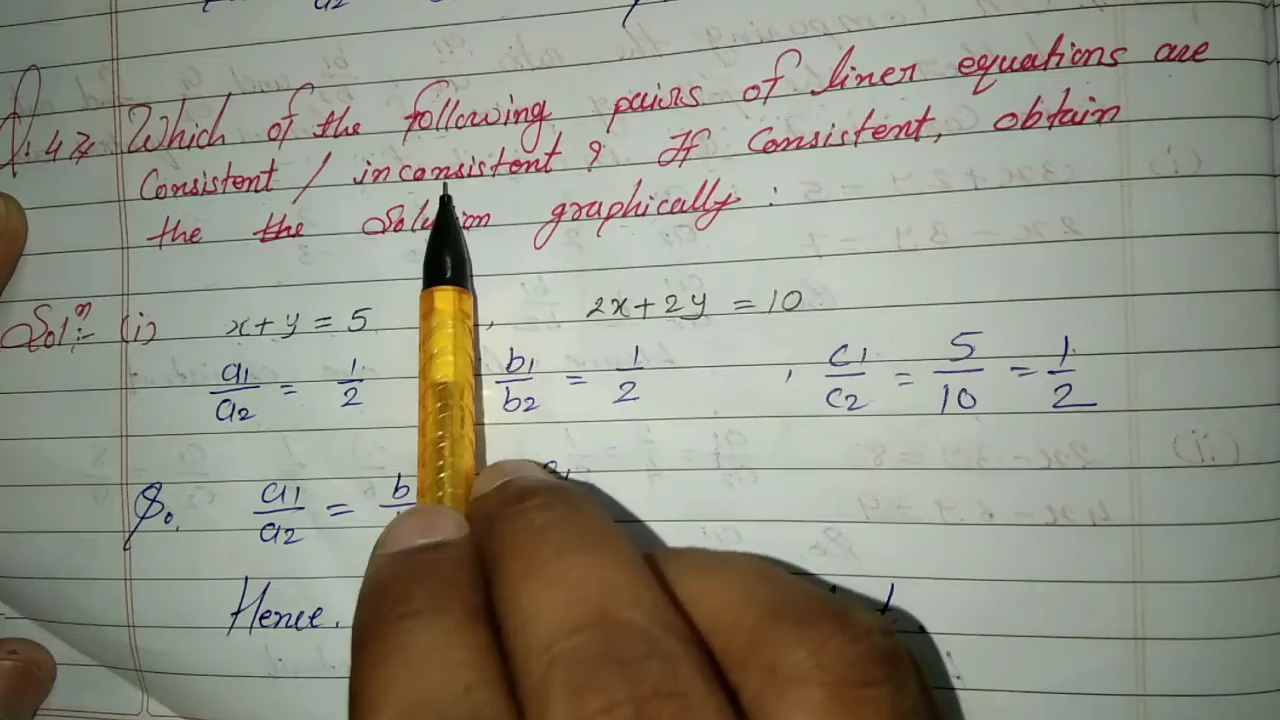 Q.4⇒ Which of the following pairs of liner equations are
Consistent / inconsistent ? If Consistent, obtain
the the Solution graphically :
Solⁿ:- (i) x+y = 5 , 2x+2y = 10
a1/a2 = 1/2 b1/b2 = 1/2 , c1/c2 = 5/10 = 1/2
So, a1/a2 = b
Hence.